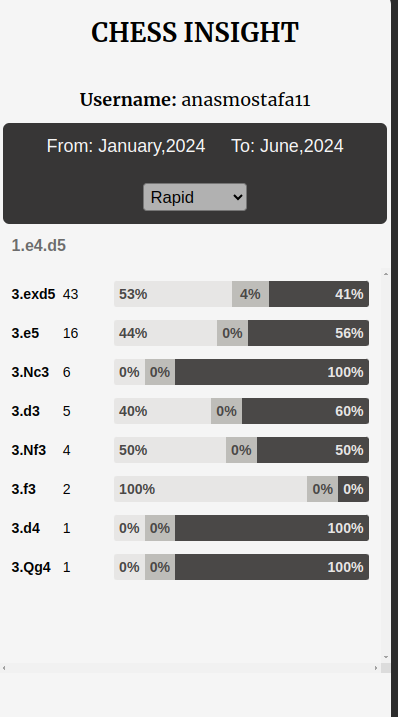 CHESS INSIGHT
Username: anasmostafa11
From: January,2024 To: June,2024
Rapid
1.e4.d5
3.exd5 43 53% 4% 41%
3.e5 16 44% 0% 56%
3.Nc3 6 0% 0% 100%
3.d3 5 40% 0% 60%
3.Nf3 4 50% 0% 50%
3.f3 2 100% 0% 0%
3.d4 1 0% 0% 100%
3.Qg4 1 0% 0% 100%